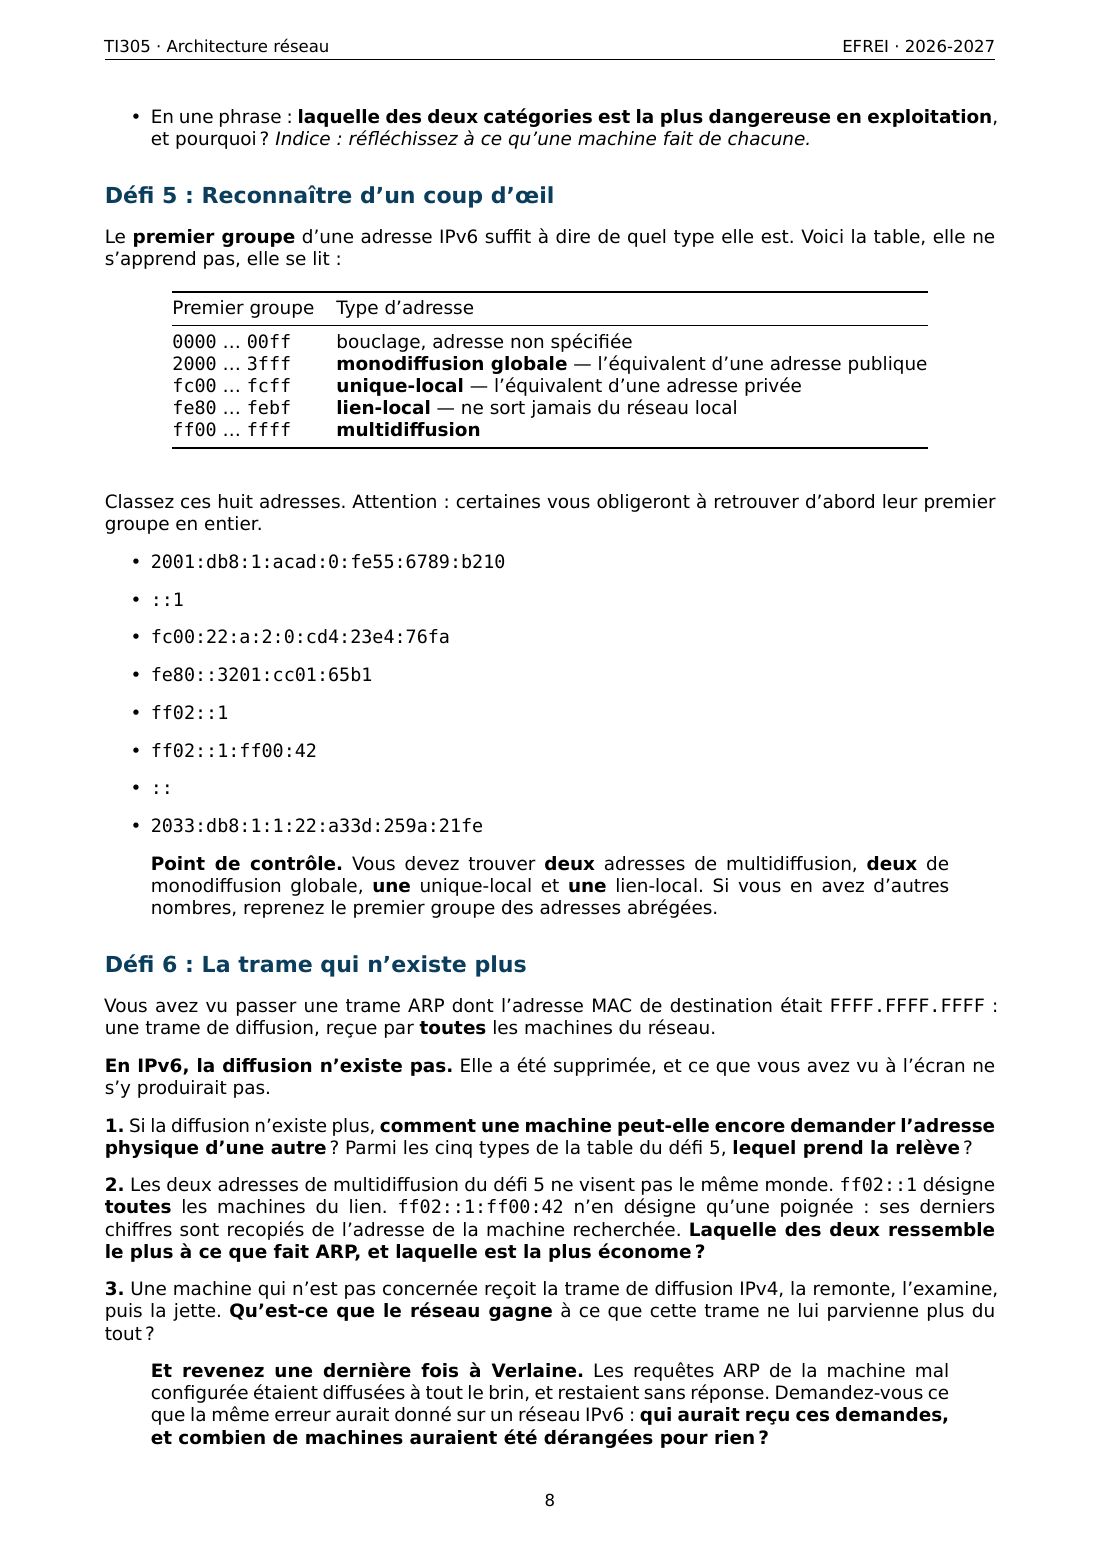 TI305 · Architecture réseau
EFREI · 2026-2027
• En une phrase : laquelle des deux catégories est la plus dangereuse en exploitation,
et pourquoi ? Indice : réfléchissez à ce qu’une machine fait de chacune.
Défi 5 : Reconnaître d’un coup d’œil
Le premier groupe d’une adresse IPv6 suffit à dire de quel type elle est. Voici la table, elle ne
s’apprend pas, elle se lit :
Premier groupe Type d’adresse
0000 … 00ff bouclage, adresse non spécifiée
2000 … 3fff monodiffusion globale — l’équivalent d’une adresse publique
fc00 … fcff unique-local — l’équivalent d’une adresse privée
fe80 … febf lien-local — ne sort jamais du réseau local
ff00 … ffff multidiffusion
Classez ces huit adresses. Attention : certaines vous obligeront à retrouver d’abord leur premier
groupe en entier.
• 2001:db8:1:acad:0:fe55:6789:b210
• ::1
• fc00:22:a:2:0:cd4:23e4:76fa
• fe80::3201:cc01:65b1
• ff02::1
• ff02::1:ff00:42
• ::
• 2033:db8:1:1:22:a33d:259a:21fe
Point de contrôle. Vous devez trouver deux adresses de multidiffusion, deux de
monodiffusion globale, une unique-local et une lien-local. Si vous en avez d’autres
nombres, reprenez le premier groupe des adresses abrégées.
Défi 6 : La trame qui n’existe plus
Vous avez vu passer une trame ARP dont l’adresse MAC de destination était FFFF.FFFF.FFFF :
une trame de diffusion, reçue par toutes les machines du réseau.
En IPv6, la diffusion n’existe pas. Elle a été supprimée, et ce que vous avez vu à l’écran ne
s’y produirait pas.
1. Si la diffusion n’existe plus, comment une machine peut-elle encore demander l’adresse
physique d’une autre ? Parmi les cinq types de la table du défi 5, lequel prend la relève ?
2. Les deux adresses de multidiffusion du défi 5 ne visent pas le même monde. ff02::1 désigne
toutes les machines du lien. ff02::1:ff00:42 n’en désigne qu’une poignée : ses derniers
chiffres sont recopiés de l’adresse de la machine recherchée. Laquelle des deux ressemble
le plus à ce que fait ARP, et laquelle est la plus économe ?
3. Une machine qui n’est pas concernée reçoit la trame de diffusion IPv4, la remonte, l’examine,
puis la jette. Qu’est-ce que le réseau gagne à ce que cette trame ne lui parvienne plus du
tout ?
Et revenez une dernière fois à Verlaine. Les requêtes ARP de la machine mal
configurée étaient diffusées à tout le brin, et restaient sans réponse. Demandez-vous ce
que la même erreur aurait donné sur un réseau IPv6 : qui aurait reçu ces demandes,
et combien de machines auraient été dérangées pour rien ?
8